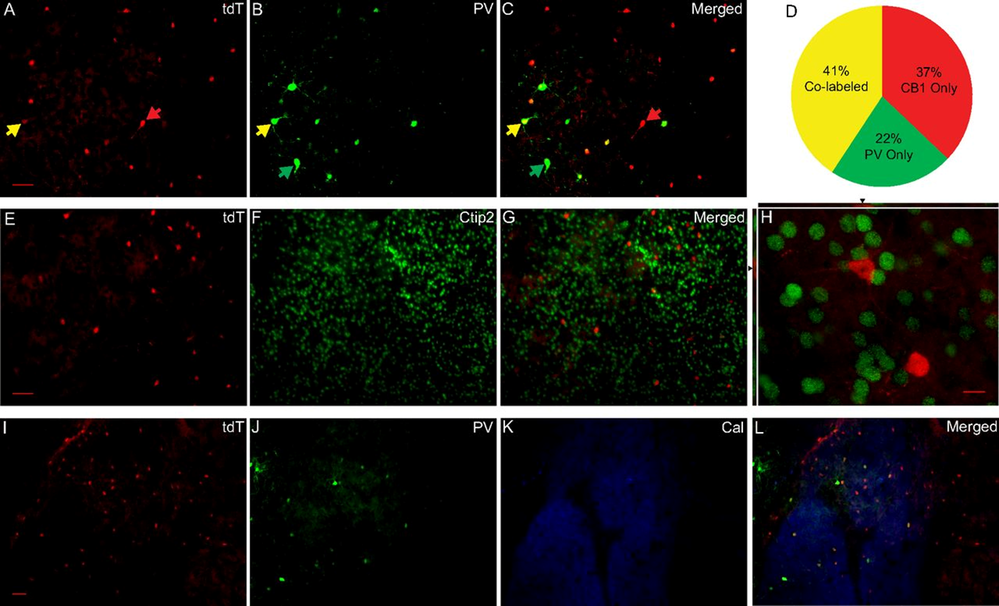 A tdT
B PV
C Merged
D
41%
Co-labeled
37%
CB1 Only
22%
PV Only
E tdT
F Ctip2
G Merged
H
I tdT
J PV
K Cal
L Merged